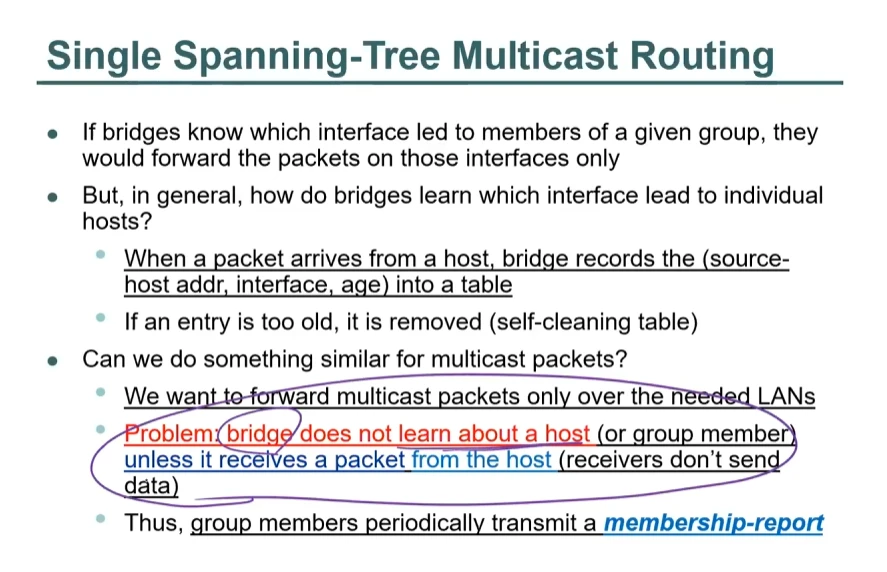 Single Spanning-Tree Multicast Routing
● If bridges know which interface led to members of a given group, they
would forward the packets on those interfaces only
● But, in general, how do bridges learn which interface lead to individual
hosts?
● When a packet arrives from a host, bridge records the (source-
host addr, interface, age) into a table
● If an entry is too old, it is removed (self-cleaning table)
● Can we do something similar for multicast packets?
● We want to forward multicast packets only over the needed LANs
● Problem: bridge does not learn about a host (or group member)
unless it receives a packet from the host (receivers don't send
data)
● Thus, group members periodically transmit a membership-report